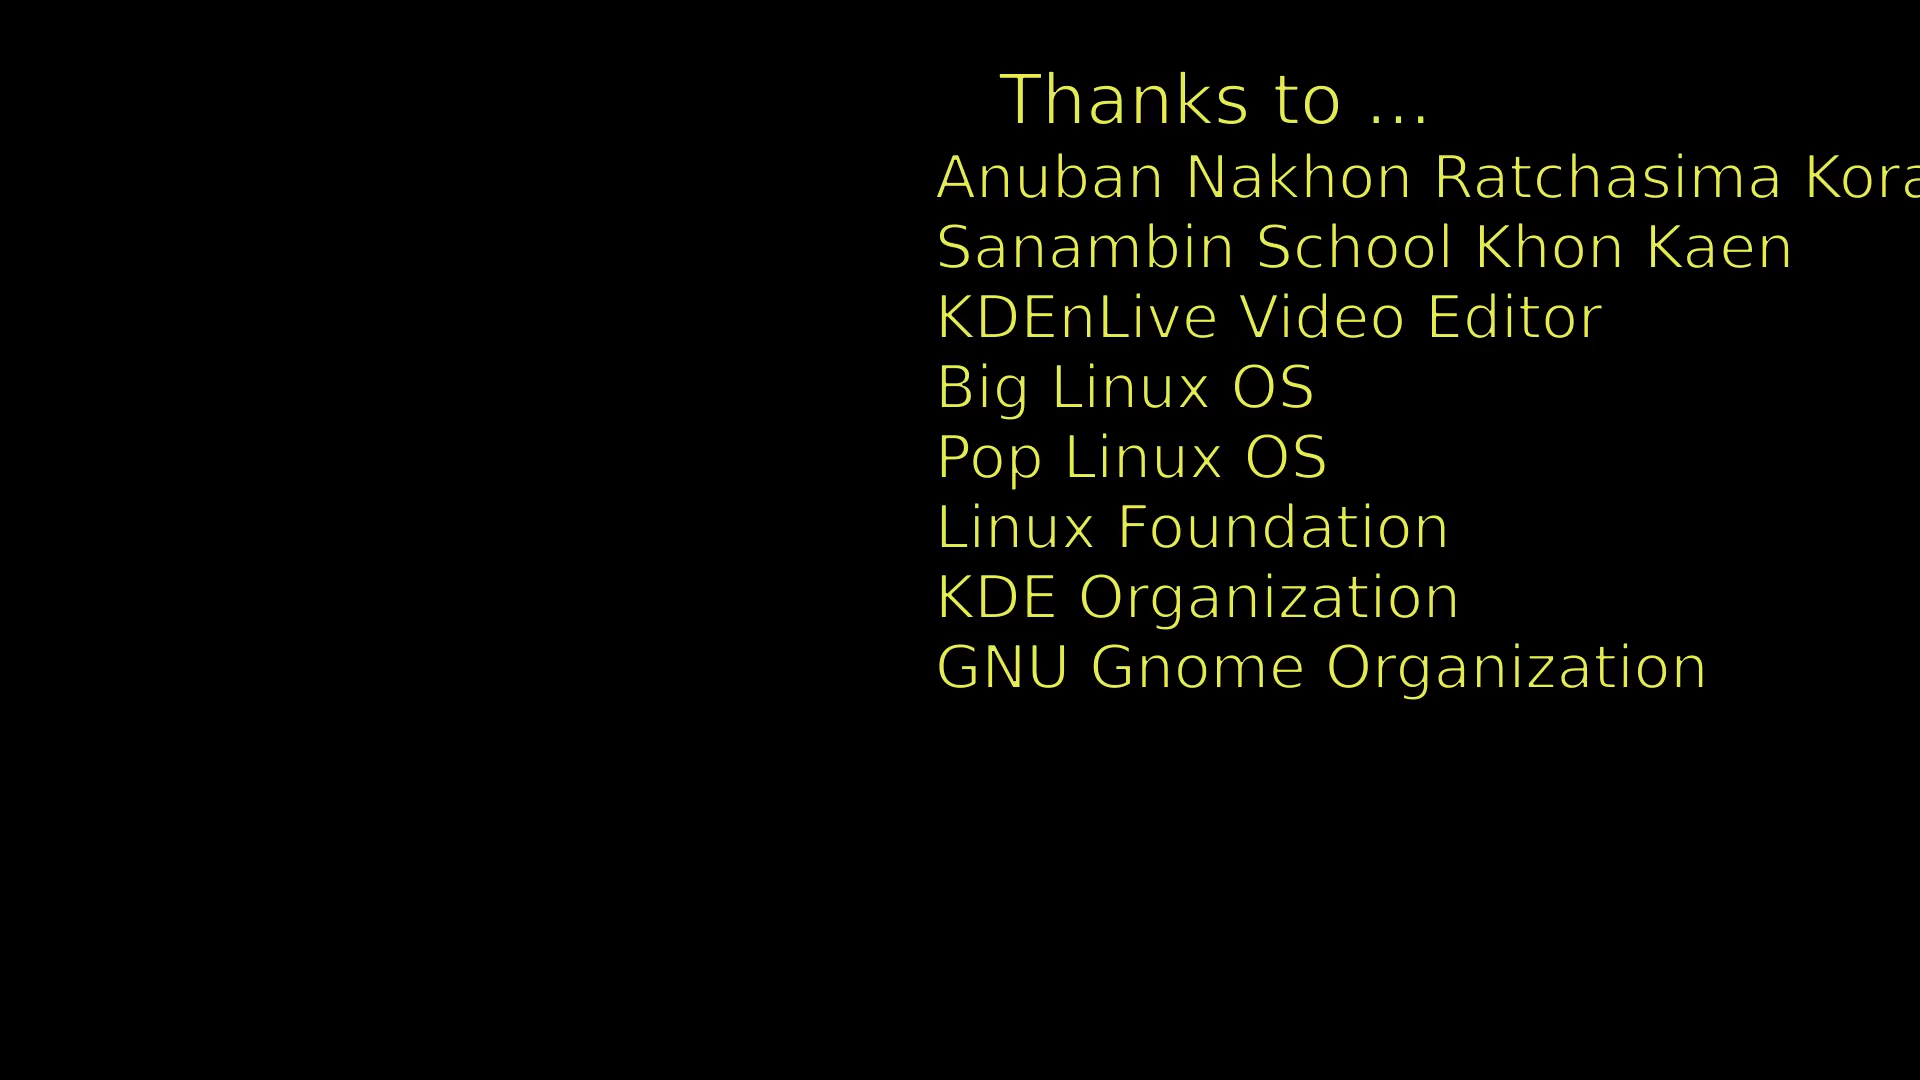 Thanks to ...
Anuban Nakhon Ratchasima Kora
Sanambin School Khon Kaen
KDEnLive Video Editor
Big Linux OS
Pop Linux OS
Linux Foundation
KDE Organization
GNU Gnome Organization